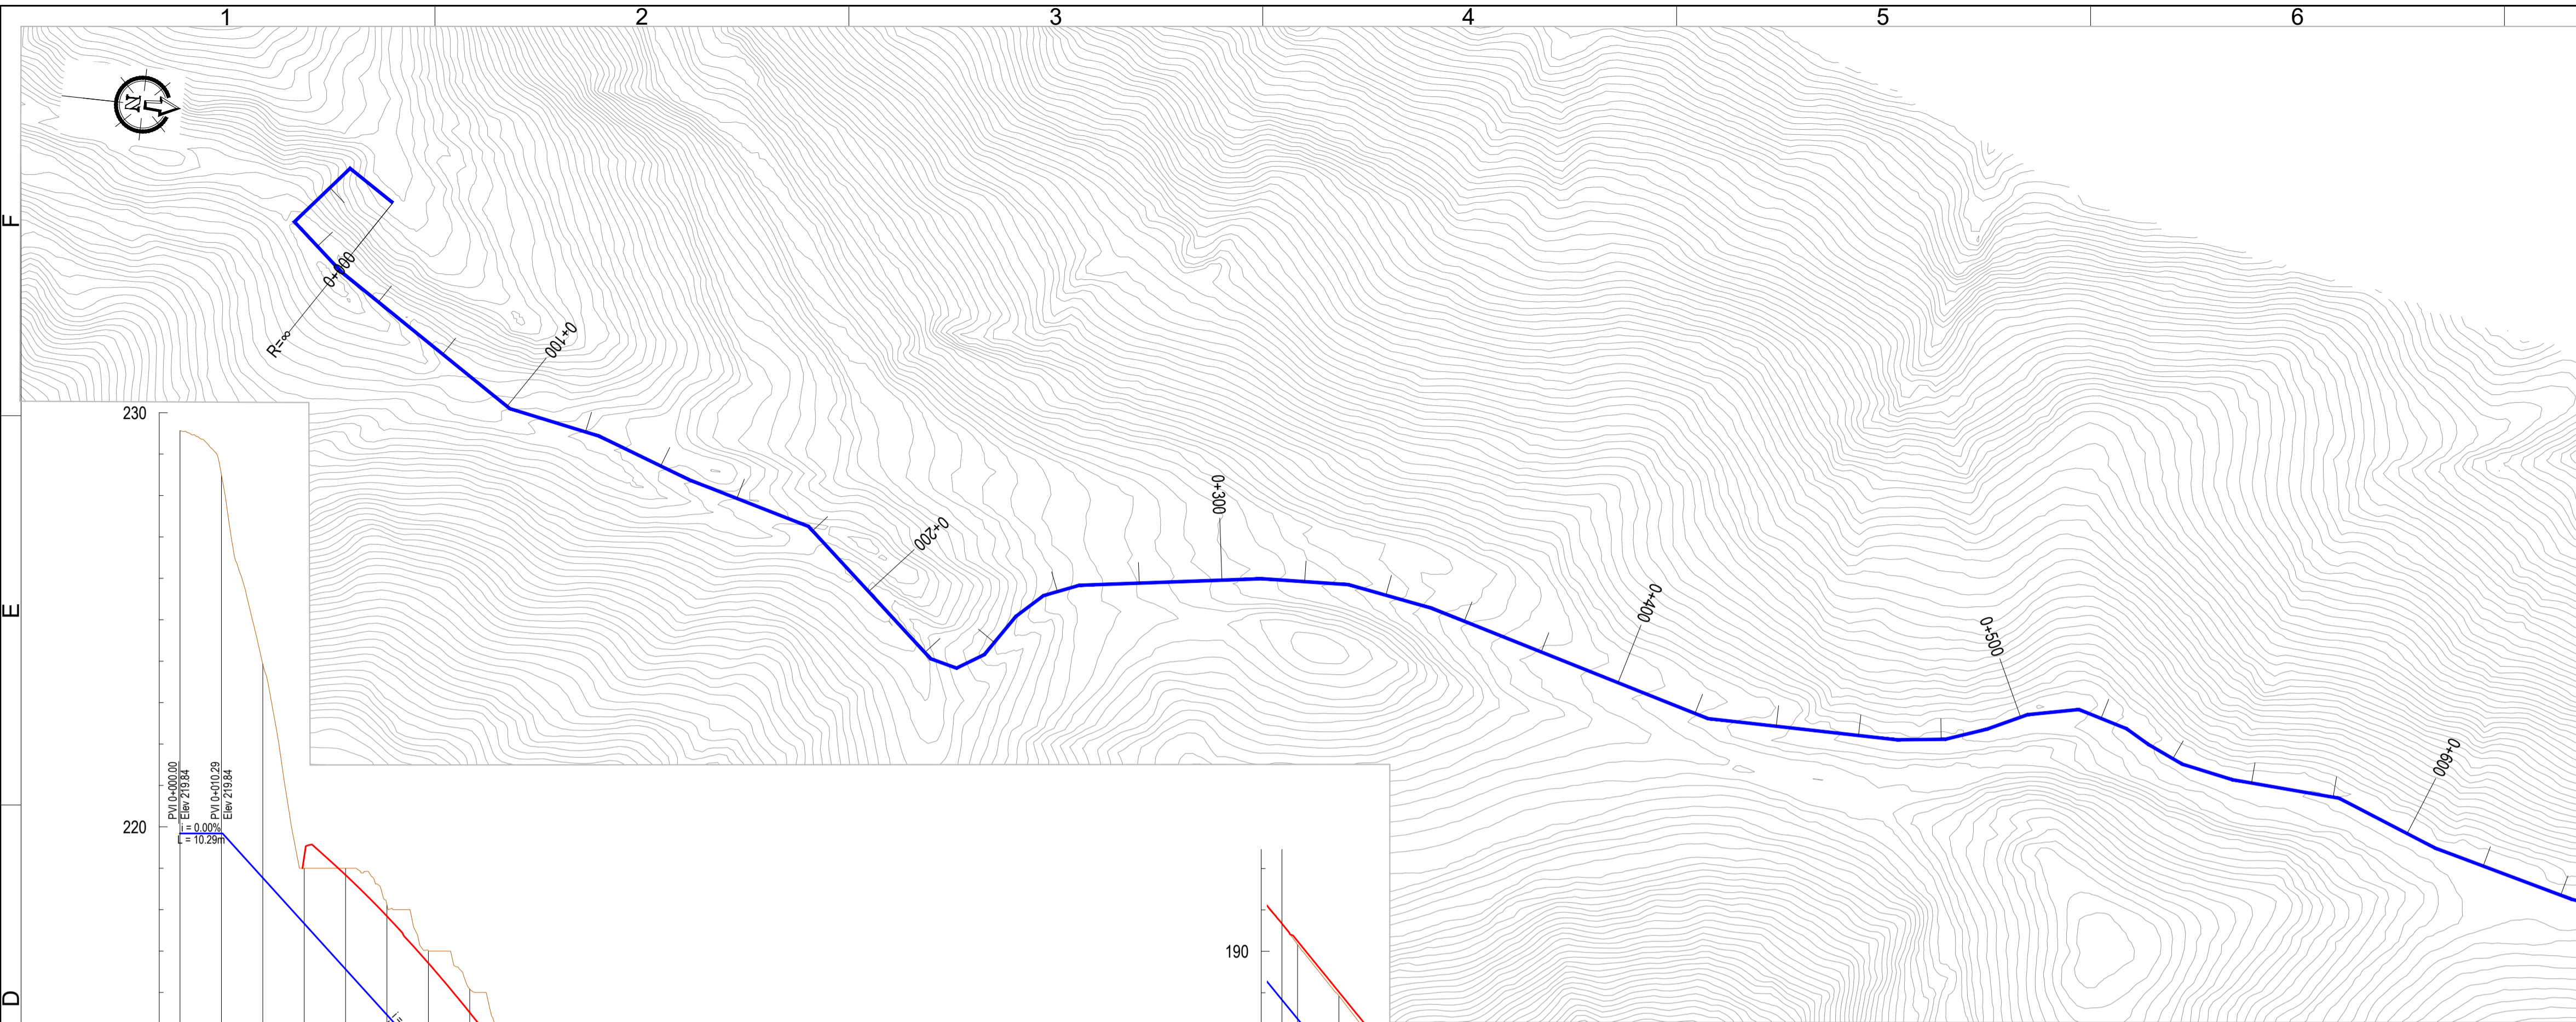 1 2 3 4 5 6
N
F
0+000
R=∞
0+100
230
0+200
0+300
0+400
0+500
0+600
E
PVI 0+000.00
Elev 219.84
PVI 0+010.29
Elev 219.84
220
i = 0.00%
L = 10.29m
190
D
i=